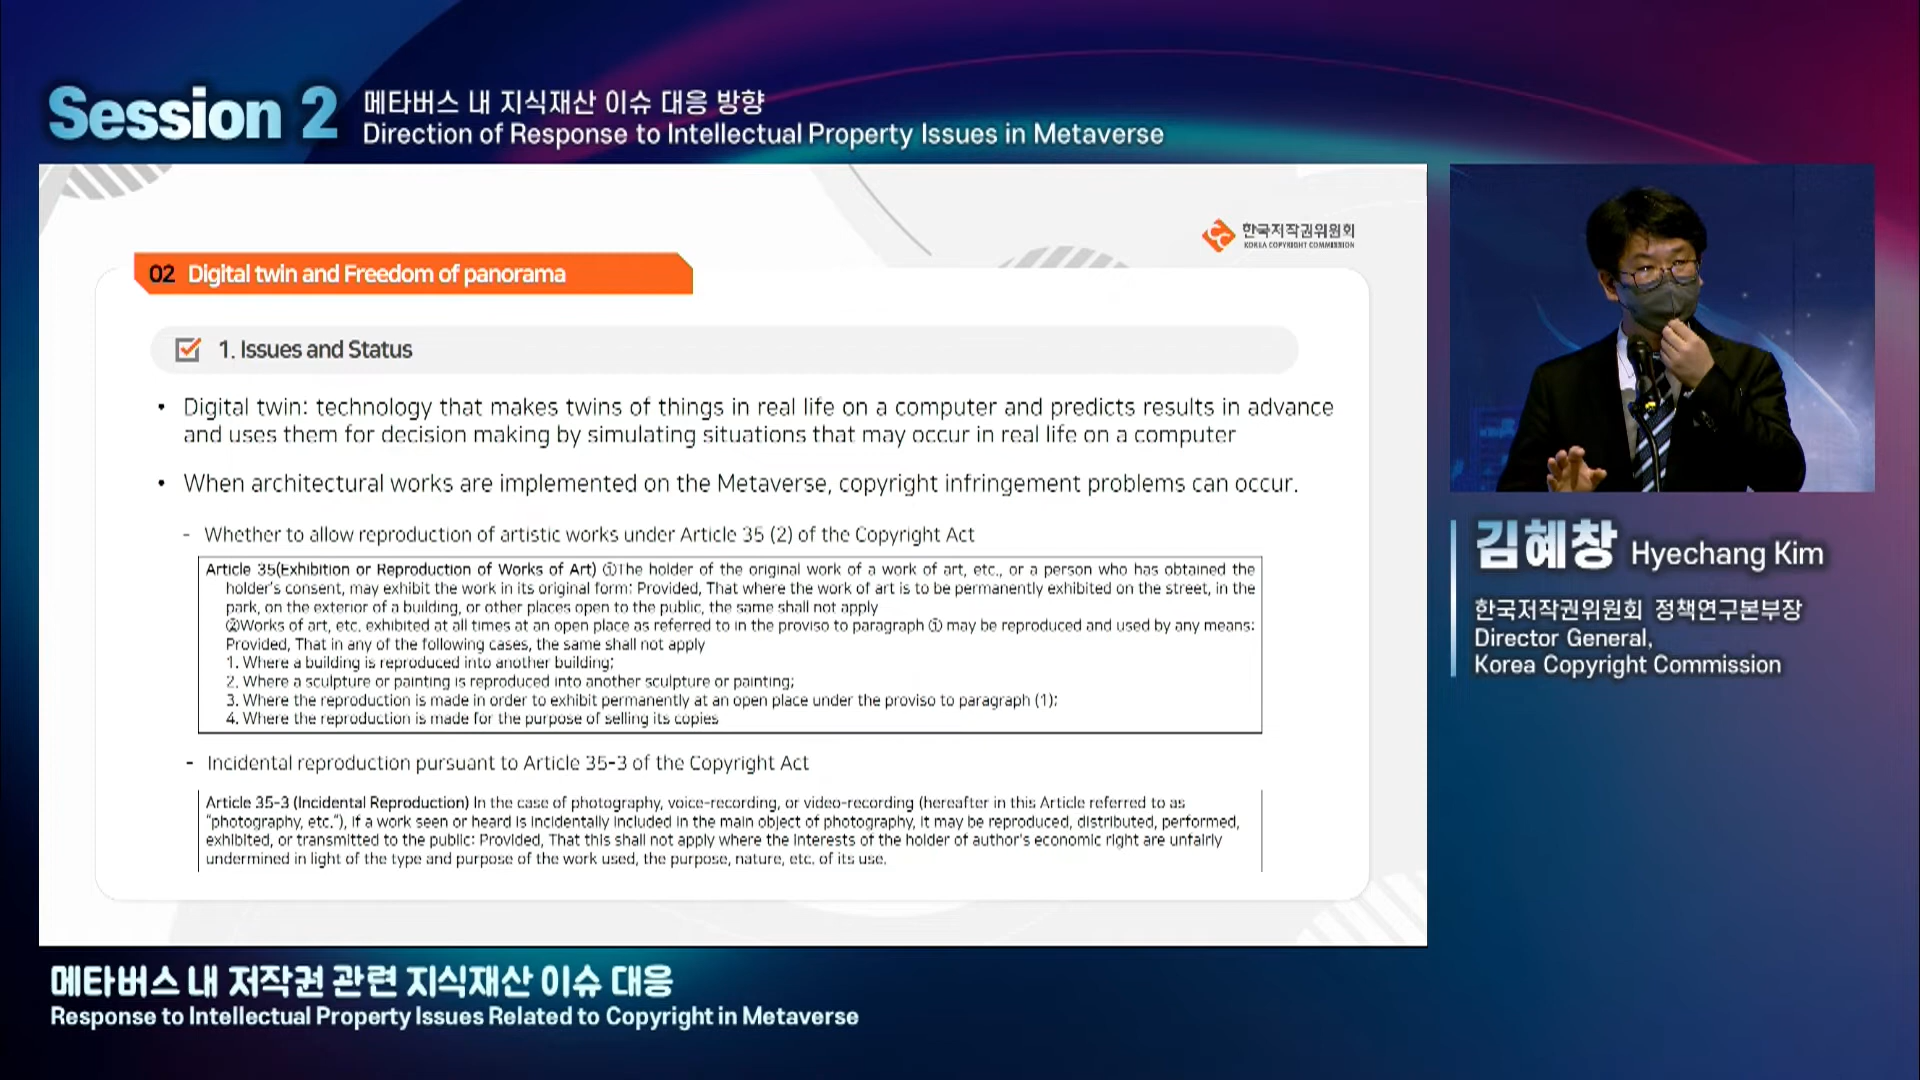 Session 2
메타버스 내 지식재산 이슈 대응 방향
Direction of Response to Intellectual Property Issues in Metaverse
한국저작권위원회
KOREA COPYRIGHT COMMISSION
02 Digital twin and Freedom of panorama
1. Issues and Status
• Digital twin: technology that makes twins of things in real life on a computer and predicts results in advance
and uses them for decision making by simulating situations that may occur in real life on a computer
• When architectural works are implemented on the Metaverse, copyright infringement problems can occur.
- Whether to allow reproduction of artistic works under Article 35 (2) of the Copyright Act
Article 35(Exhibition or Reproduction of Works of Art) ①The holder of the original work of a work of art, etc., or a person who has obtained the
holder's consent, may exhibit the work in its original form: Provided, That where the work of art is to be permanently exhibited on the street, in the
park, on the exterior of a building, or other places open to the public, the same shall not apply
②Works of art, etc. exhibited at all times at an open place as referred to in the proviso to paragraph ① may be reproduced and used by any means:
Provided, That in any of the following cases, the same shall not apply
1. Where a building is reproduced into another building;
2. Where a sculpture or painting is reproduced into another sculpture or painting;
3. Where the reproduction is made in order to exhibit permanently at an open place under the proviso to paragraph (1);
4. Where the reproduction is made for the purpose of selling its copies
- Incidental reproduction pursuant to Article 35-3 of the Copyright Act
Article 35-3 (Incidental Reproduction) In the case of photography, voice-recording, or video-recording (hereafter in this Article referred to as
"photography, etc."), if a work seen or heard is incidentally included in the main object of photography, it may be reproduced, distributed, performed,
exhibited, or transmitted to the public: Provided, That this shall not apply where the interests of the holder of author's economic right are unfairly
undermined in light of the type and purpose of the work used, the purpose, nature, etc. of its use.
김혜창 Hyechang Kim
한국저작권위원회 정책연구본부장
Director General,
Korea Copyright Commission
메타버스 내 저작권 관련 지식재산 이슈 대응
Response to Intellectual Property Issues Related to Copyright in Metaverse